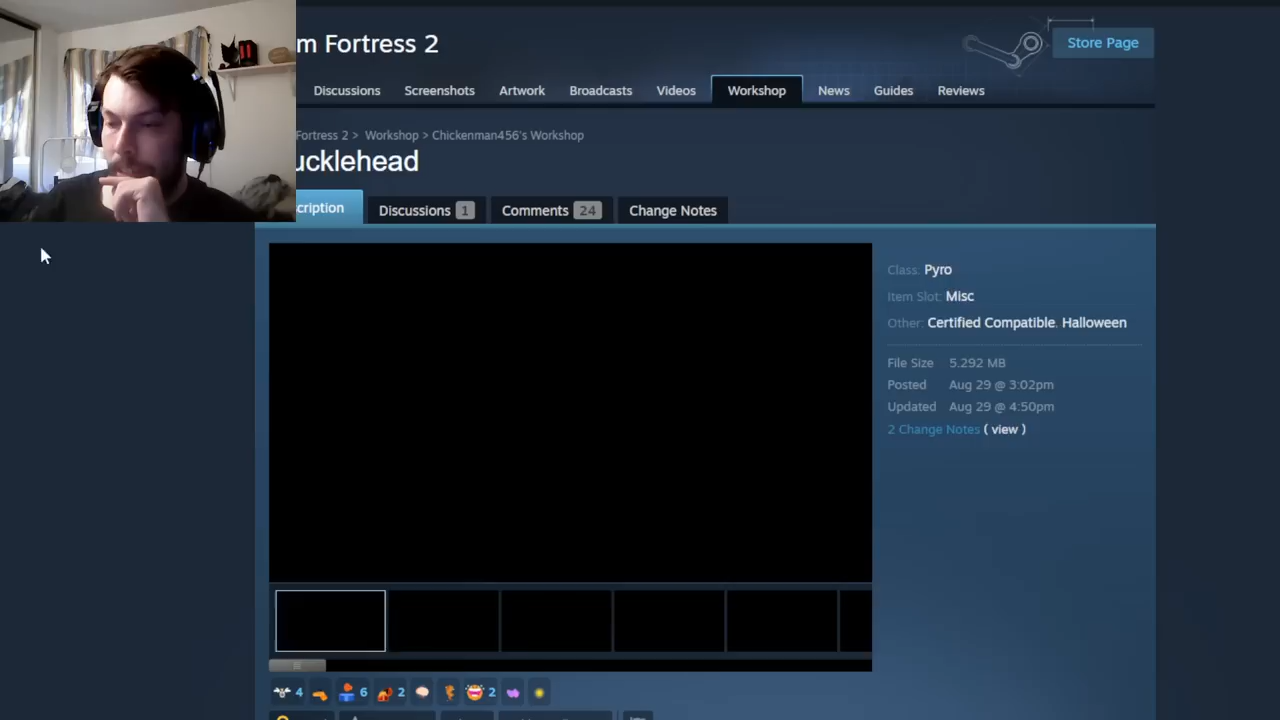 m Fortress 2
Store Page
Discussions Screenshots Artwork Broadcasts Videos Workshop News Guides Reviews
Fortress 2 > Workshop > Chickenman456's Workshop
ucklehead
cription Discussions 1 Comments 24 Change Notes
Class: Pyro
Item Slot: Misc
Other: Certified Compatible, Halloween
File Size 5.292 MB
Posted Aug 29 @ 3:02pm
Updated Aug 29 @ 4:50pm
2 Change Notes ( view )
4 6 2 2